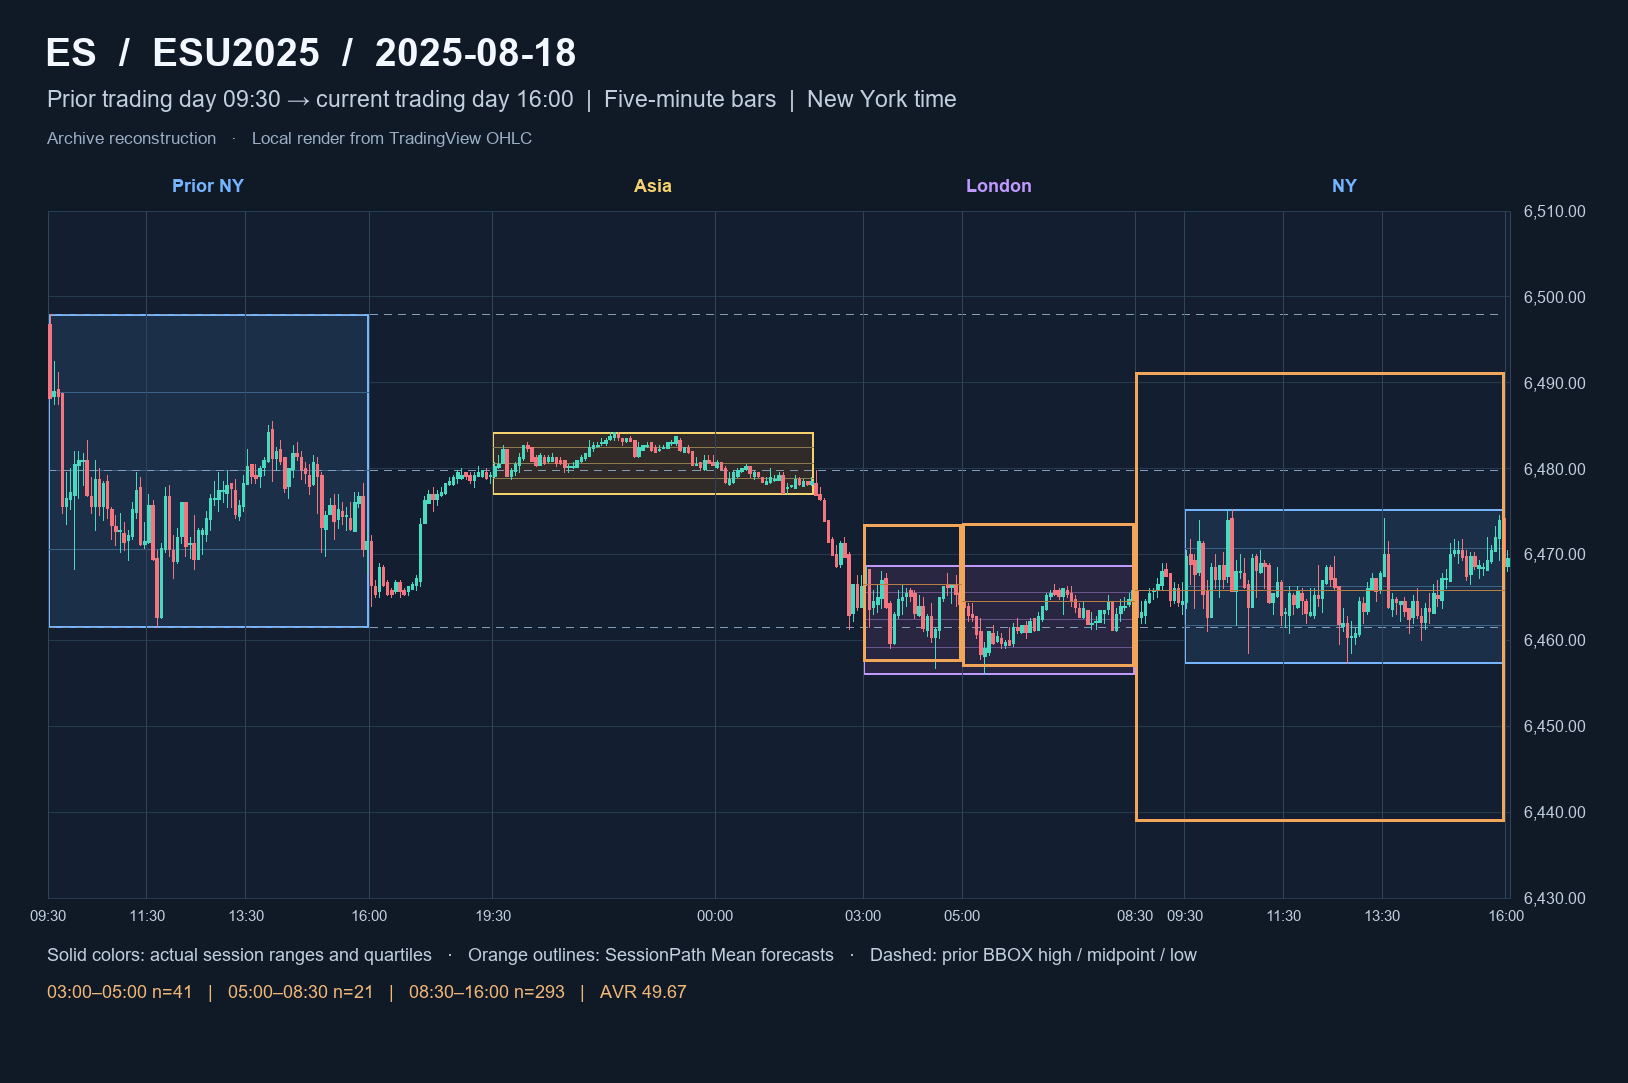 ES / ESU2025 / 2025-08-18
Prior trading day 09:30 → current trading day 16:00 | Five-minute bars | New York time
Archive reconstruction · Local render from TradingView OHLC
Prior NY Asia London NY
6,510.00
6,500.00
6,490.00
6,480.00
6,470.00
6,460.00
6,450.00
6,440.00
6,430.00
09:30 11:30 13:30 16:00 19:30 00:00 03:00 05:00 08:30 09:30 11:30 13:30 16:00
Solid colors: actual session ranges and quartiles · Orange outlines: SessionPath Mean forecasts · Dashed: prior BBOX high / midpoint / low
03:00–05:00 n=41 | 05:00–08:30 n=21 | 08:30–16:00 n=293 | AVR 49.67